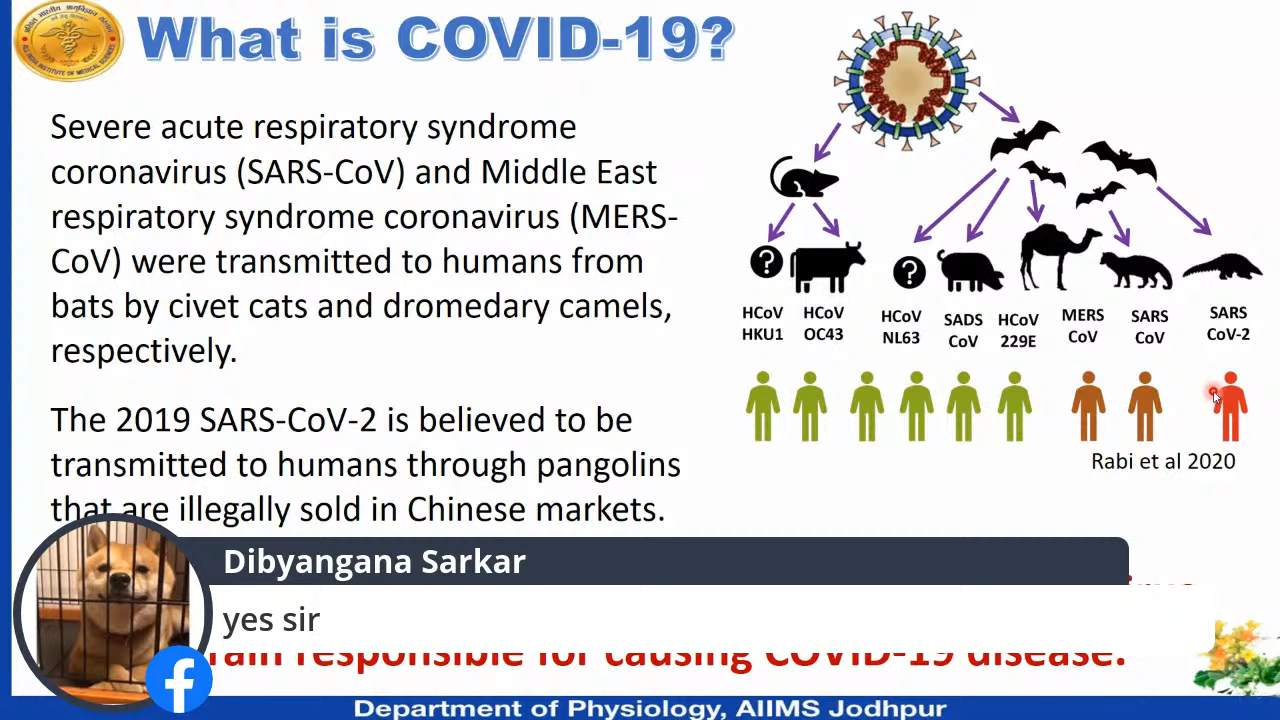 What is COVID-19?
Severe acute respiratory syndrome
coronavirus (SARS-CoV) and Middle East
respiratory syndrome coronavirus (MERS-
CoV) were transmitted to humans from
bats by civet cats and dromedary camels,
respectively.
The 2019 SARS-CoV-2 is believed to be
transmitted to humans through pangolins
that are illegally sold in Chinese markets.
? ?
HCoV HKU1
HCoV OC43
HCoV NL63
SADS CoV
HCoV 229E
MERS CoV
SARS CoV
SARS CoV-2
Rabi et al 2020
Dibyangana Sarkar
yes sir
responsible for causing COVID-19 disease.
Department of Physiology, AIIMS Jodhpur